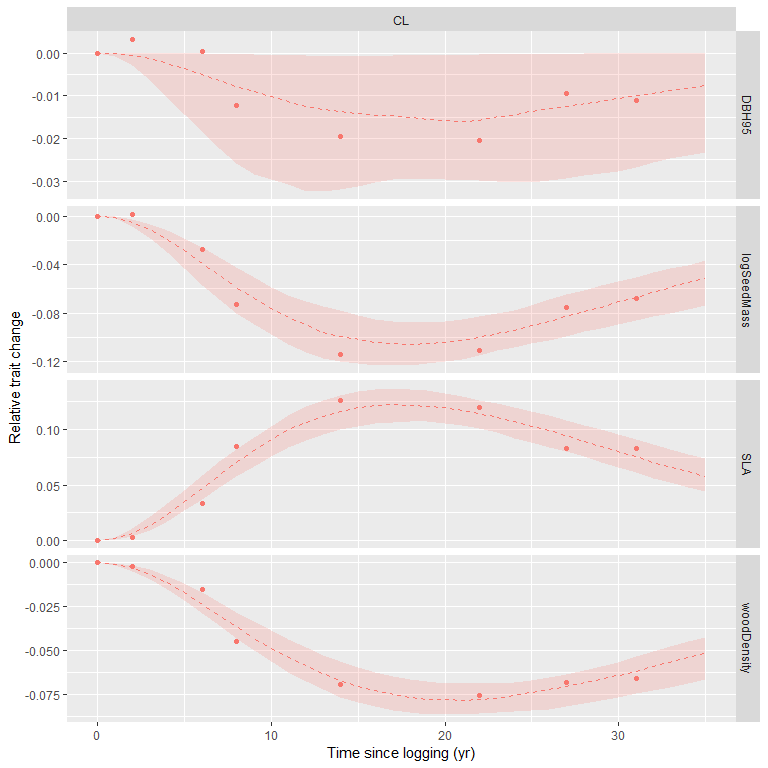 CL
0.00
-0.01
-0.02
-0.03
DBH95
0.00
-0.04
-0.08
-0.12
logSeedMass
0.10
0.05
0.00
SLA
0.000
-0.025
-0.050
-0.075
woodDensity
0
10
20
30
Time since logging (yr)
Relative trait change